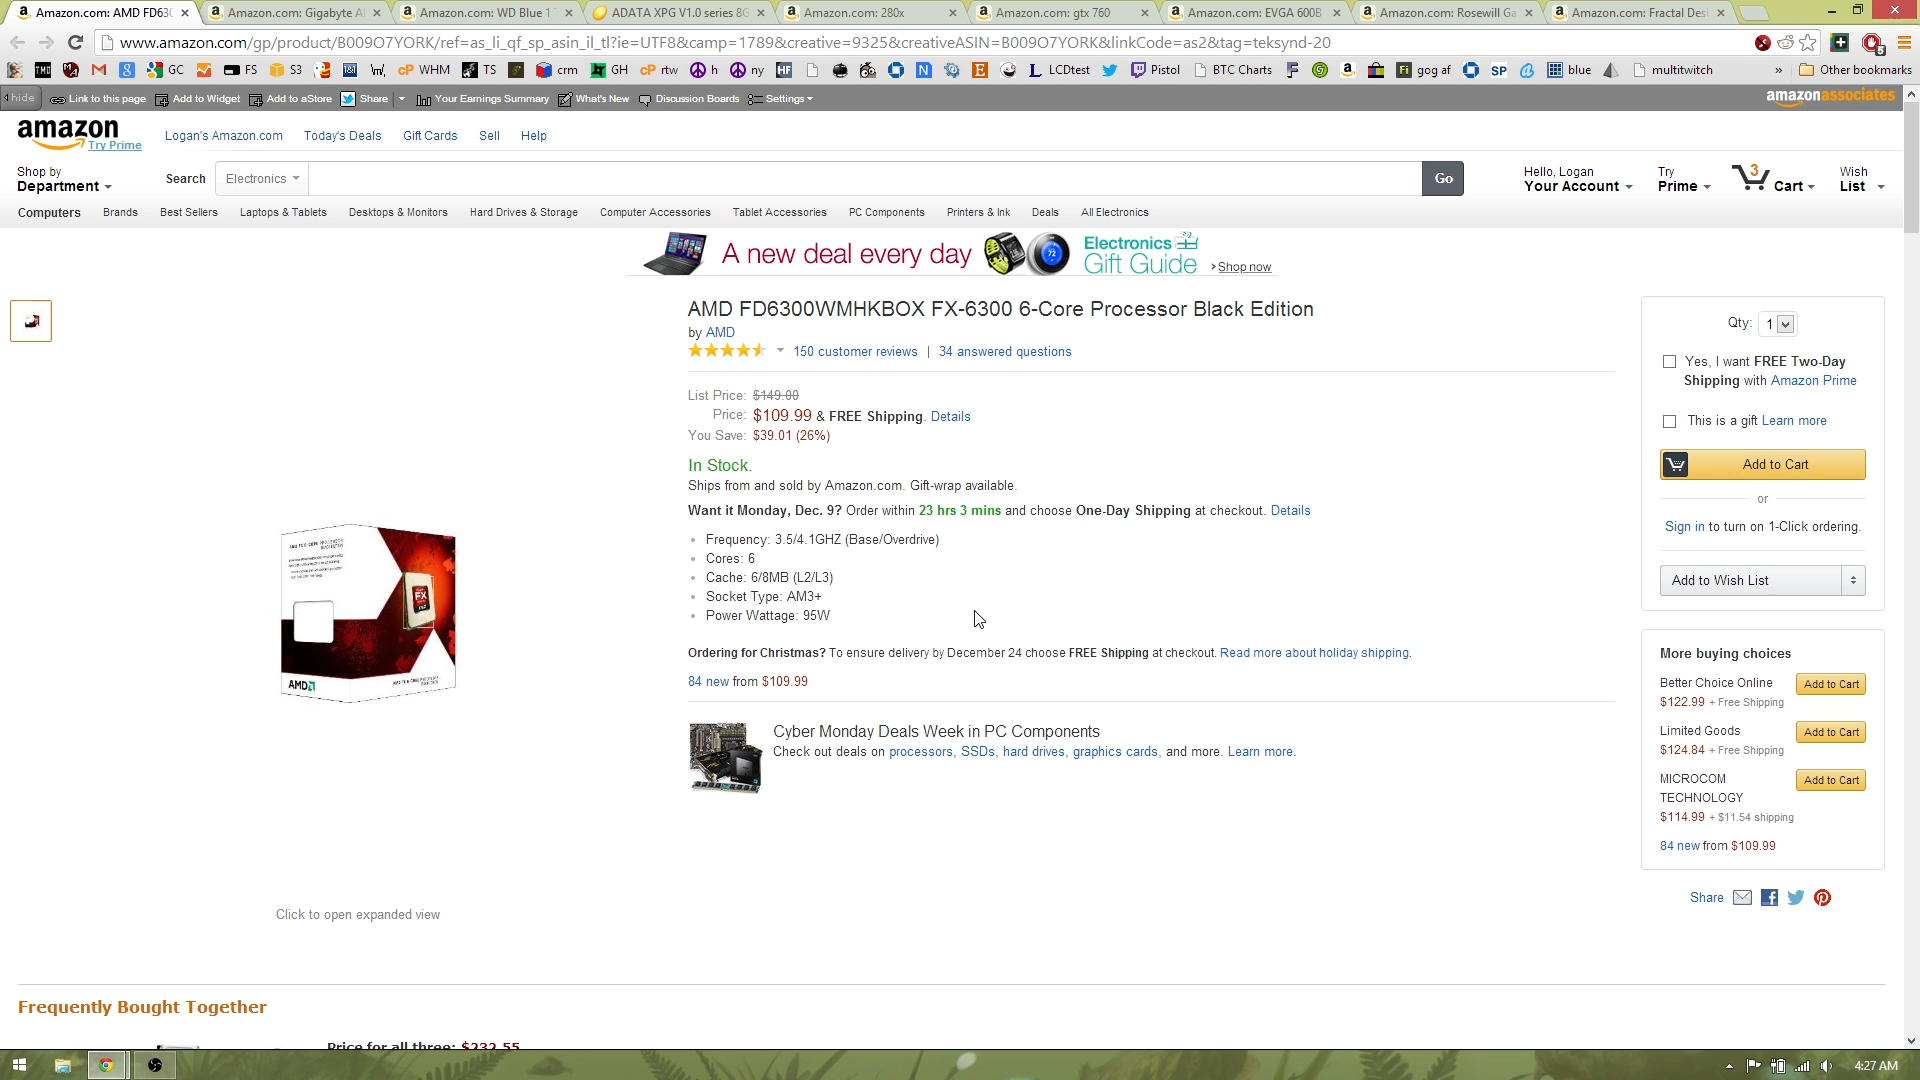 Amazon.com: AMD FD630
Amazon.com: Gigabyte A
Amazon.com: WD Blue 1
ADATA XPG V1.0 series 8G
Amazon.com: 280x
Amazon.com: gtx 760
Amazon.com: EVGA 600B
Amazon.com: Rosewill Ga
Amazon.com: Fractal Des
www.amazon.com/gp/product/B009O7YORK/ref=as_li_qf_sp_asin_il_tl?ie=UTF8&camp=1789&creative=9325&creativeASIN=B009O7YORK&linkCode=as2&tag=teksynd-20
GC FS S3 WHM TS crm GH rtw h ny HF LCDtest Pistol BTC Charts gog af SP blue multitwitch » Other bookmarks
hide Link to this page Add to Widget Add to aStore Share Your Earnings Summary What's New Discussion Boards Settings amazonassociates
amazon
Try Prime
Logan's Amazon.com Today's Deals Gift Cards Sell Help
Shop by
Department
Search Electronics Go
Hello, Logan
Your Account
Try
Prime
3
Cart
Wish
List
Computers Brands Best Sellers Laptops & Tablets Desktops & Monitors Hard Drives & Storage Computer Accessories Tablet Accessories PC Components Printers & Ink Deals All Electronics
A new deal every day
72
Electronics
Gift Guide
Shop now
AMD FD6300WMHKBOX FX-6300 6-Core Processor Black Edition
by AMD
150 customer reviews | 34 answered questions
List Price: $149.00
Price: $109.99 & FREE Shipping. Details
You Save: $39.01 (26%)
In Stock.
Ships from and sold by Amazon.com. Gift-wrap available.
Want it Monday, Dec. 9? Order within 23 hrs 3 mins and choose One-Day Shipping at checkout. Details
Frequency: 3.5/4.1GHZ (Base/Overdrive)
Cores: 6
Cache: 6/8MB (L2/L3)
Socket Type: AM3+
Power Wattage: 95W
Ordering for Christmas? To ensure delivery by December 24 choose FREE Shipping at checkout. Read more about holiday shipping.
84 new from $109.99
Cyber Monday Deals Week in PC Components
Check out deals on processors, SSDs, hard drives, graphics cards, and more. Learn more.
FX
AMD
Click to open expanded view
Qty: 1
Yes, I want FREE Two-Day
Shipping with Amazon Prime
This is a gift Learn more
Add to Cart
or
Sign in to turn on 1-Click ordering.
Add to Wish List
More buying choices
Better Choice Online Add to Cart
$122.99 + Free Shipping
Limited Goods Add to Cart
$124.84 + Free Shipping
MICROCOM Add to Cart
TECHNOLOGY
$114.99 + $11.54 shipping
84 new from $109.99
Share
Frequently Bought Together
Price for all three: $232.55
4:27 AM